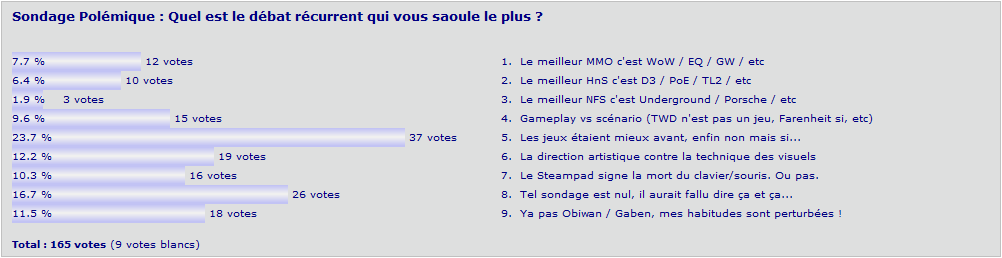 Sondage Polémique : Quel est le débat récurrent qui vous saoule le plus ?
7.7 % 12 votes 1. Le meilleur MMO c'est WoW / EQ / GW / etc
6.4 % 10 votes 2. Le meilleur HnS c'est D3 / PoE / TL2 / etc
1.9 % 3 votes 3. Le meilleur NFS c'est Underground / Porsche / etc
9.6 % 15 votes 4. Gameplay vs scénario (TWD n'est pas un jeu, Farenheit si, etc)
23.7 % 37 votes 5. Les jeux étaient mieux avant, enfin non mais si...
12.2 % 19 votes 6. La direction artistique contre la technique des visuels
10.3 % 16 votes 7. Le Steampad signe la mort du clavier/souris. Ou pas.
16.7 % 26 votes 8. Tel sondage est nul, il aurait fallu dire ça et ça...
11.5 % 18 votes 9. Ya pas Obiwan / Gaben, mes habitudes sont perturbées !
Total : 165 votes (9 votes blancs)